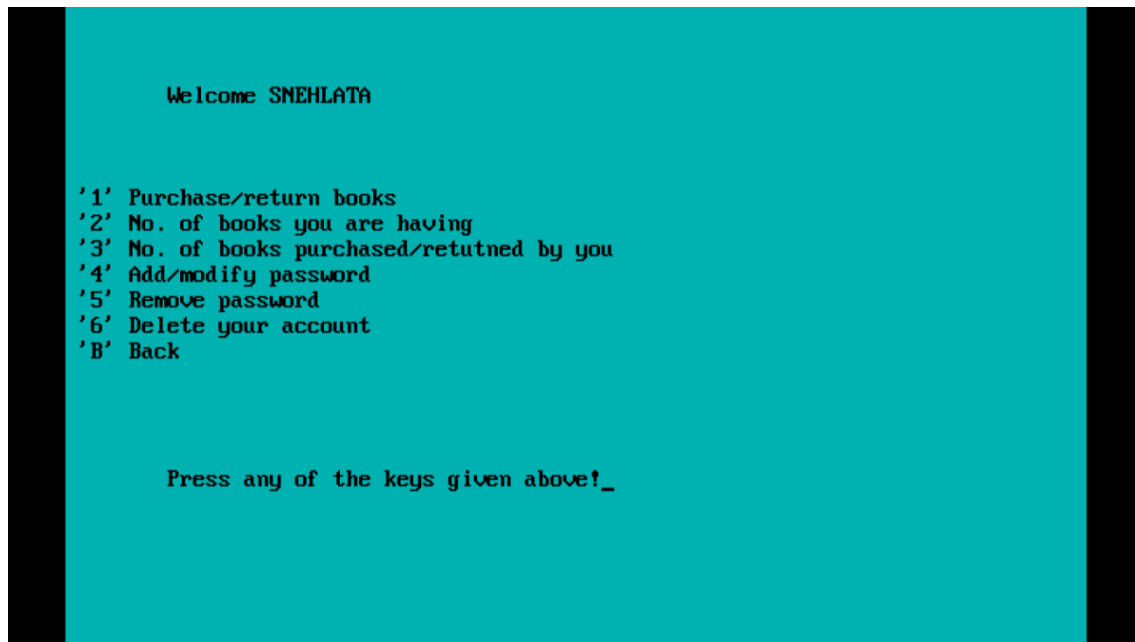 Welcome SNEHLATA
'1' Purchase/return books
'2' No. of books you are having
'3' No. of books purchased/retutned by you
'4' Add/modify password
'5' Remove password
'6' Delete your account
'B' Back
Press any of the keys given above!_